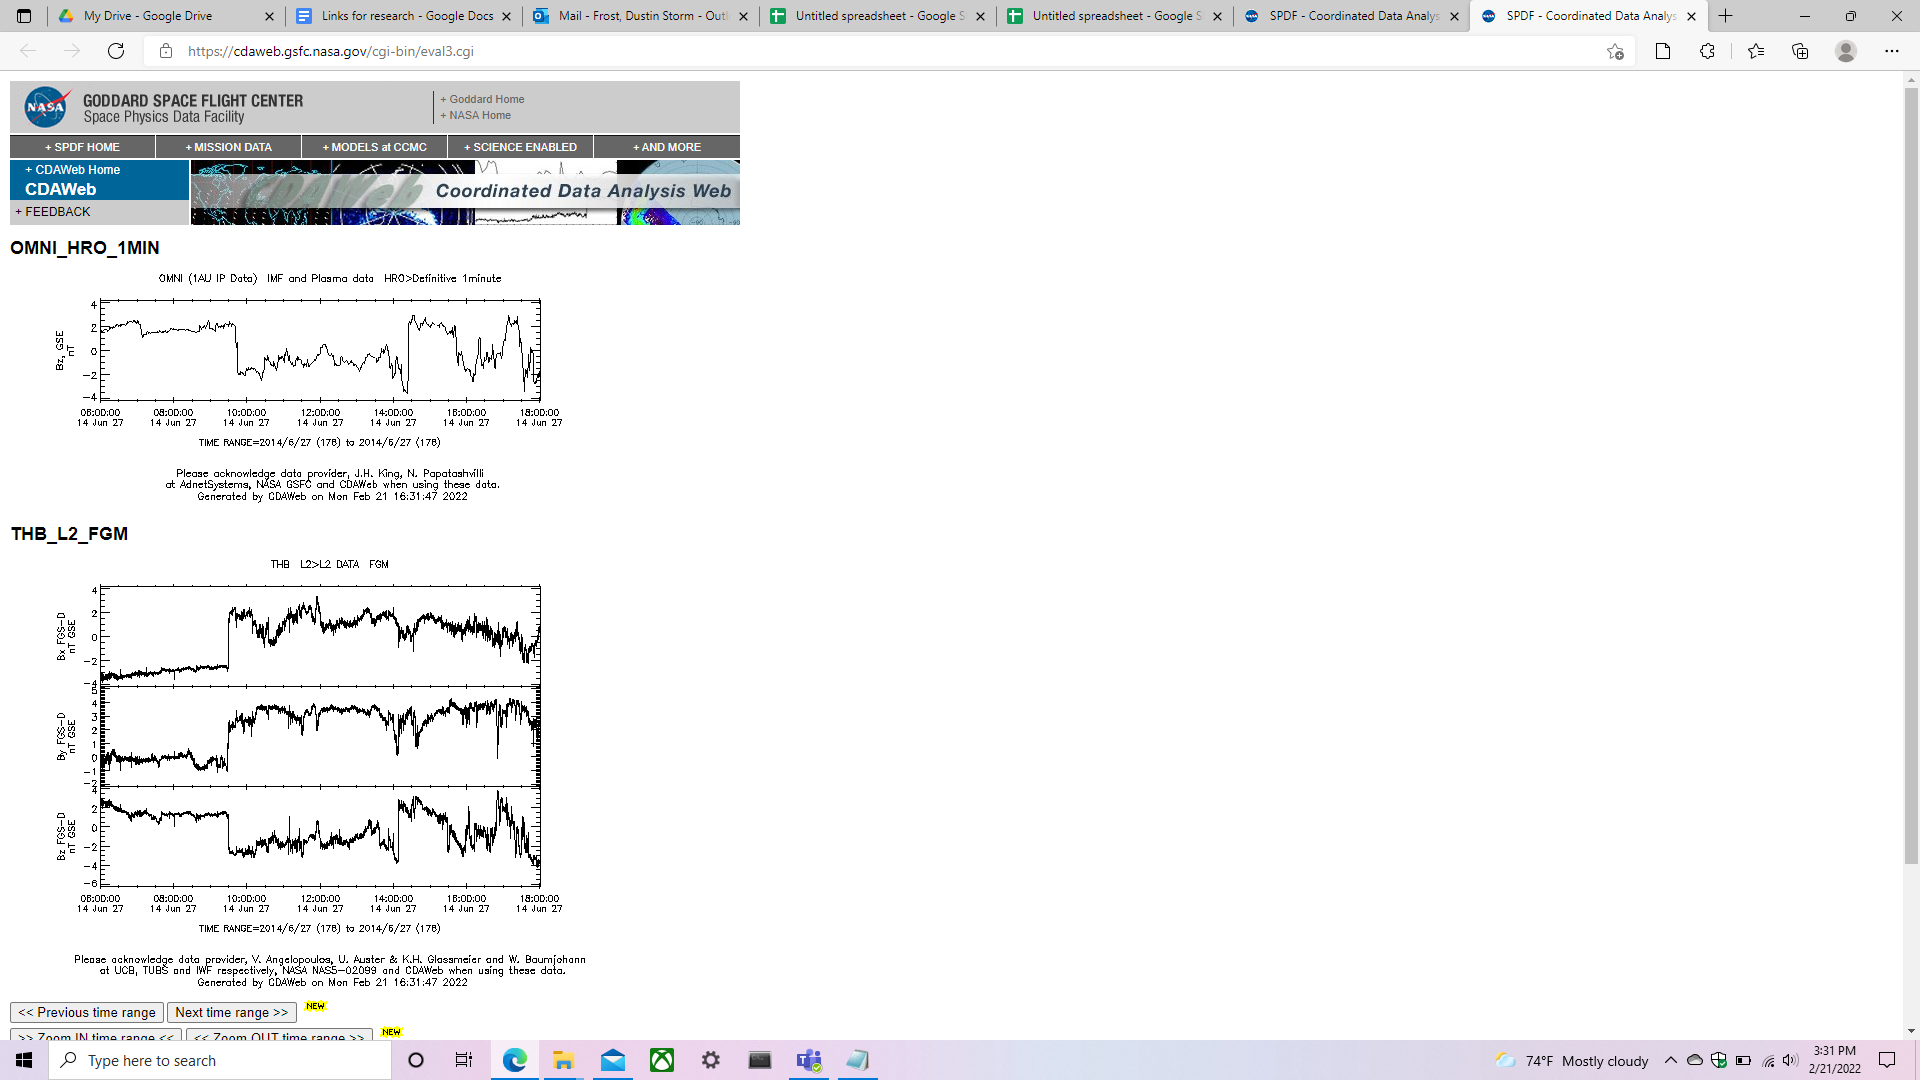 My Drive - Google Drive
Links for research - Google Docs
Mail - Frost, Dustin Storm - Outl
Untitled spreadsheet - Google S
Untitled spreadsheet - Google S
SPDF - Coordinated Data Analys
SPDF - Coordinated Data Analys
https://cdaweb.gsfc.nasa.gov/cgi-bin/eval3.cgi
NASA
GODDARD SPACE FLIGHT CENTER
Space Physics Data Facility
+ Goddard Home
+ NASA Home
+ SPDF HOME
+ MISSION DATA
+ MODELS at CCMC
+ SCIENCE ENABLED
+ AND MORE
+ CDAWeb Home
CDAWeb
+ FEEDBACK
Coordinated Data Analysis Web
OMNI_HRO_1MIN
OMNI (1AU IP Data) IMF and Plasma data HRO>Definitive 1minute
Bz, GSE
nT
4
2
0
-2
-4
06:00:00 08:00:00 10:00:00 12:00:00 14:00:00 16:00:00 18:00:00
14 Jun 27 14 Jun 27 14 Jun 27 14 Jun 27 14 Jun 27 14 Jun 27 14 Jun 27
TIME RANGE=2014/6/27 (178) to 2014/6/27 (178)
Please acknowledge data provider, J.H. King, N. Papatashvilli
at AdnetSystems, NASA GSFC and CDAWeb when using these data.
Generated by CDAWeb on Mon Feb 21 16:31:47 2022
THB_L2_FGM
THB L2>L2 DATA FGM
Bx FGS-D
nT GSE
4
2
0
-2
-4
By FGS-D
nT GSE
5
4
3
2
1
0
-1
-2
Bz FGS-D
nT GSE
4
2
0
-2
-4
-6
06:00:00 08:00:00 10:00:00 12:00:00 14:00:00 16:00:00 18:00:00
14 Jun 27 14 Jun 27 14 Jun 27 14 Jun 27 14 Jun 27 14 Jun 27 14 Jun 27
TIME RANGE=2014/6/27 (178) to 2014/6/27 (178)
Please acknowledge data provider, V. Angelopoulos, U. Auster & K.H. Glassmeier and W. Baumjohann
at UCB, TUBS and IWF respectively, NASA NAS5-02099 and CDAWeb when using these data.
Generated by CDAWeb on Mon Feb 21 16:31:47 2022
<< Previous time range
Next time range >>
NEW
>> Zoom IN time range <<
<< Zoom OUT time range >>
NEW
Type here to search
74°F Mostly cloudy
3:31 PM
2/21/2022